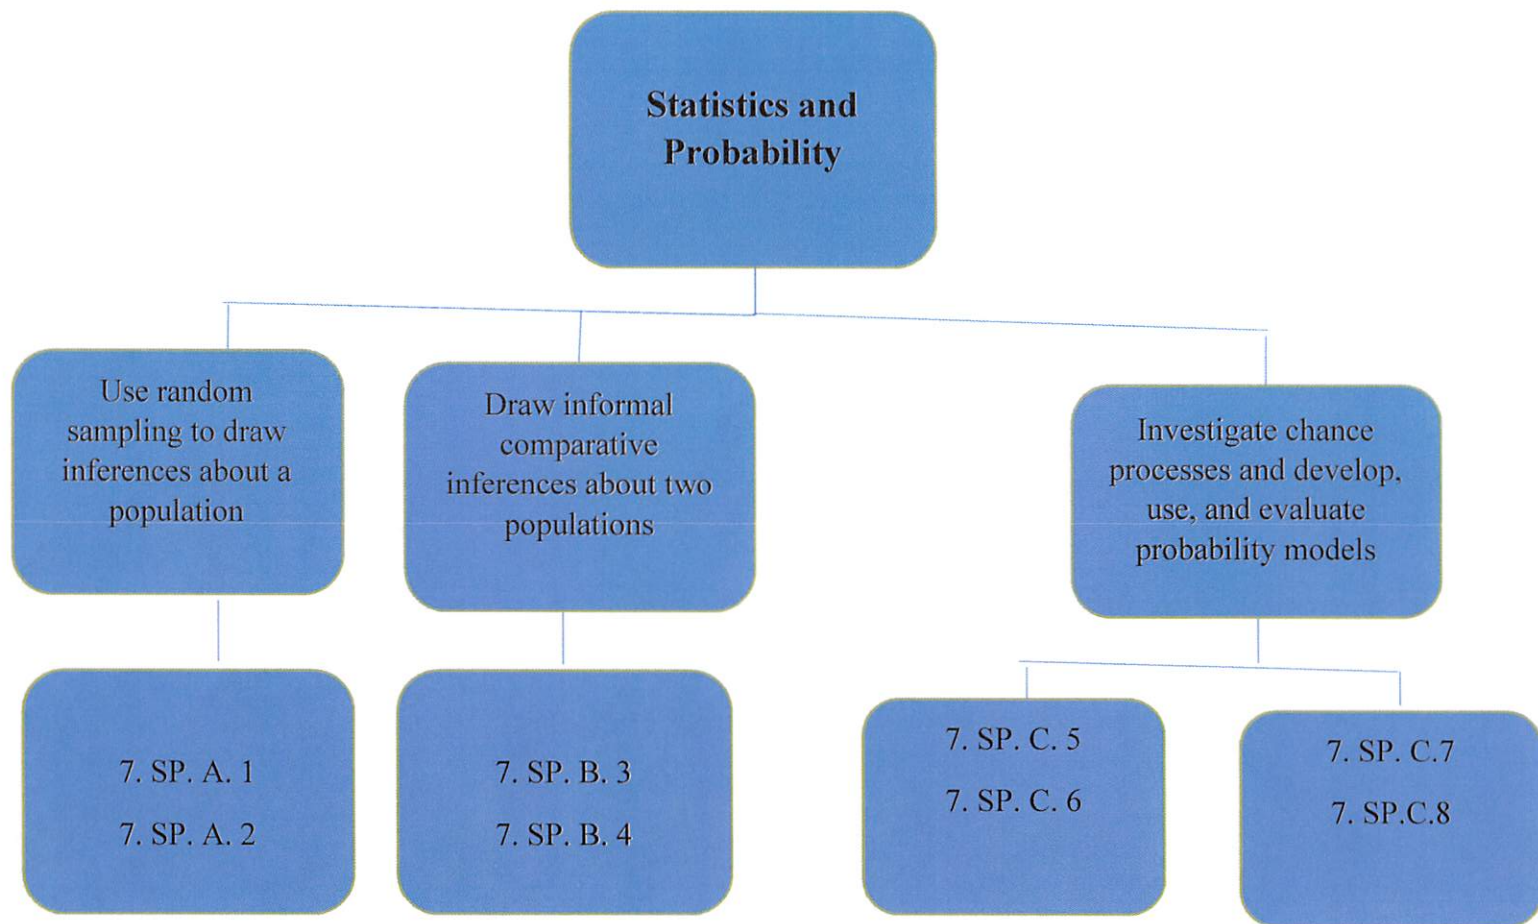 Statistics and
Probability
Use random
sampling to draw
inferences about a
population
Draw informal
comparative
inferences about two
populations
Investigate chance
processes and develop,
use, and evaluate
probability models
7. SP. A. 1
7. SP. A. 2
7. SP. B. 3
7. SP. B. 4
7. SP. C. 5
7. SP. C. 6
7. SP. C.7
7. SP.C.8